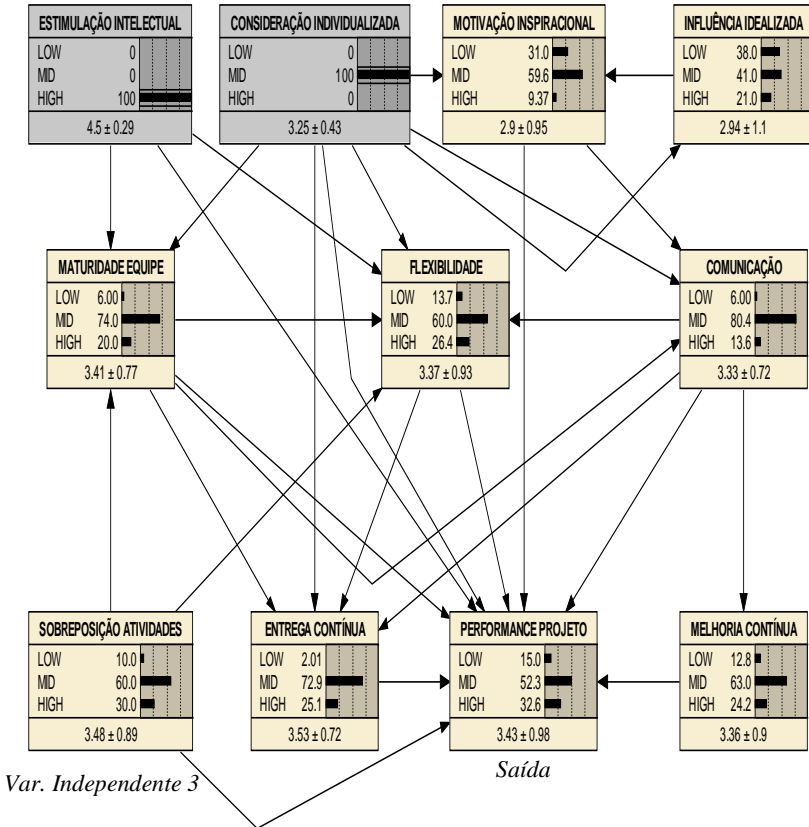 ESTIMULAÇÃO INTELECTUAL
LOW 0
MID 0
HIGH 100
4.5 ± 0.29
CONSIDERAÇÃO INDIVIDUALIZADA
LOW 0
MID 100
HIGH 0
3.25 ± 0.43
MOTIVAÇÃO INSPIRACIONAL
LOW 31.0
MID 59.6
HIGH 9.37
2.9 ± 0.95
INFLUÊNCIA IDEALIZADA
LOW 38.0
MID 41.0
HIGH 21.0
2.94 ± 1.1
MATURIDADE EQUIPE
LOW 6.00
MID 74.0
HIGH 20.0
3.41 ± 0.77
FLEXIBILIDADE
LOW 13.7
MID 60.0
HIGH 26.4
3.37 ± 0.93
COMUNICAÇÃO
LOW 6.00
MID 80.4
HIGH 13.6
3.33 ± 0.72
SOBREPOSIÇÃO ATIVIDADES
LOW 10.0
MID 60.0
HIGH 30.0
3.48 ± 0.89
ENTREGA CONTÍNUA
LOW 2.01
MID 72.9
HIGH 25.1
3.53 ± 0.72
PERFORMANCE PROJETO
LOW 15.0
MID 52.3
HIGH 32.6
3.43 ± 0.98
MELHORIA CONTÍNUA
LOW 12.8
MID 63.0
HIGH 24.2
3.36 ± 0.9
Var. Independente 3
Saída